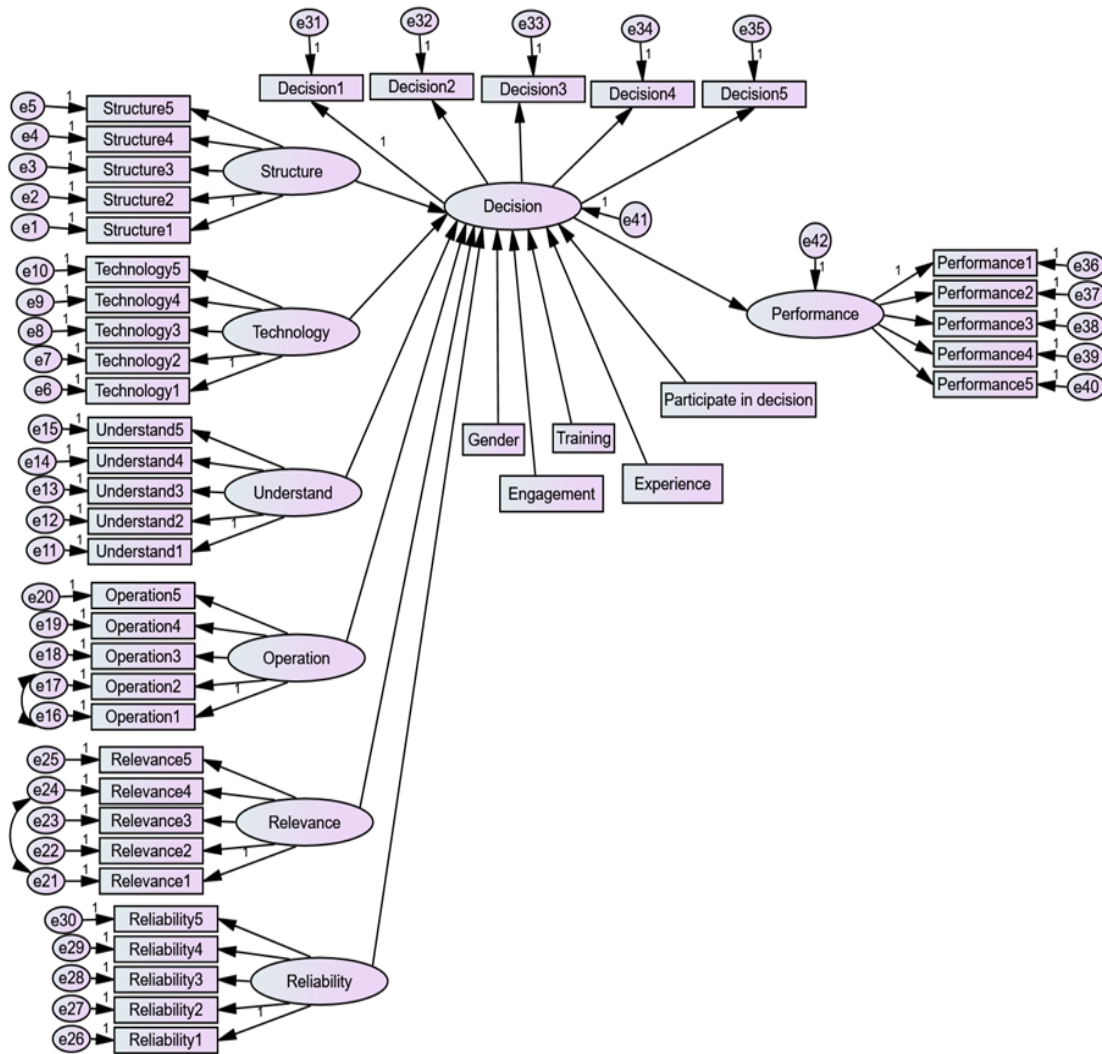 e31
e32
e33
e34
e35
1
1
1
1
1
Decision1
Decision2
Decision3
Decision4
Decision5
1
Decision
1
e41
e5
1
Structure5
e4
1
Structure4
e3
1
Structure3
e2
1
Structure2
e1
1
Structure1
1
Structure
e10
1
Technology5
e9
1
Technology4
e8
1
Technology3
e7
1
Technology2
e6
1
Technology1
1
Technology
e42
1
Performance
1
Performance1
1
e36
Performance2
1
e37
Performance3
1
e38
Performance4
1
e39
Performance5
1
e40
Participate in decision
Gender
Training
Engagement
Experience
e15
1
Understand5
e14
1
Understand4
e13
1
Understand3
e12
1
Understand2
e11
1
Understand1
1
Understand
e20
1
Operation5
e19
1
Operation4
e18
1
Operation3
e17
1
Operation2
e16
1
Operation1
1
Operation
e25
1
Relevance5
e24
1
Relevance4
e23
1
Relevance3
e22
1
Relevance2
e21
1
Relevance1
1
Relevance
e30
1
Reliability5
e29
1
Reliability4
e28
1
Reliability3
e27
1
Reliability2
e26
1
Reliability1
1
Reliability